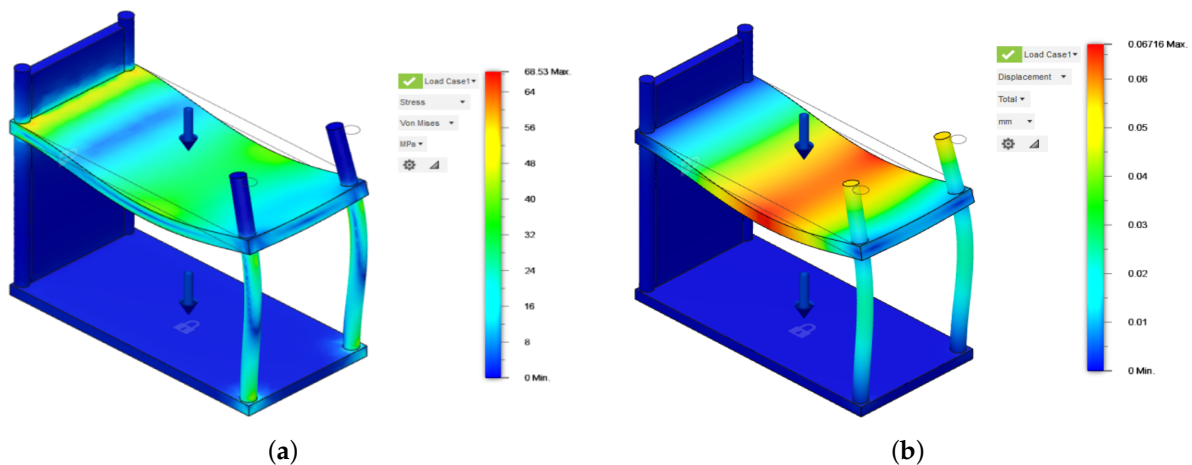 Load Case1
Stress
Von Mises
MPa
68.53 Max.
64
56
48
40
32
24
16
8
0 Min.
(a)
Load Case1
Displacement
Total
mm
0.06716 Max.
0.06
0.05
0.04
0.03
0.02
0.01
0 Min.
(b)